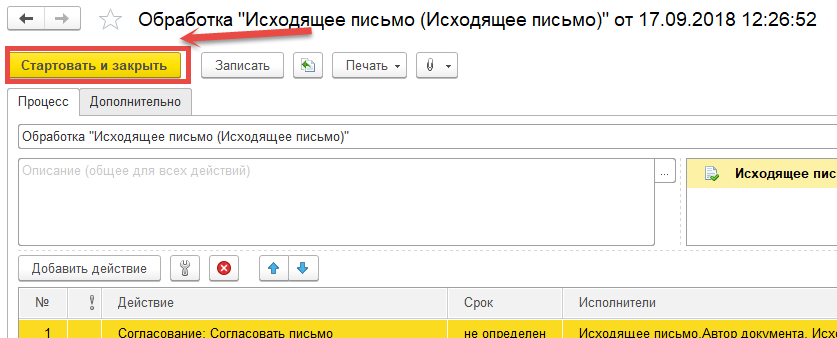 Обработка "Исходящее письмо (Исходящее письмо)" от 17.09.2018 12:26:52
Стартовать и закрыть Записать Печать
Процесс Дополнительно
Обработка "Исходящее письмо (Исходящее письмо)"
Описание (общее для всех действий) ... Исходящее пис
Добавить действие
№ ! Действие Срок Исполнители
1 Согласование: Согласовать письмо не определен Исходящее письмо.Автор документа, Исхо